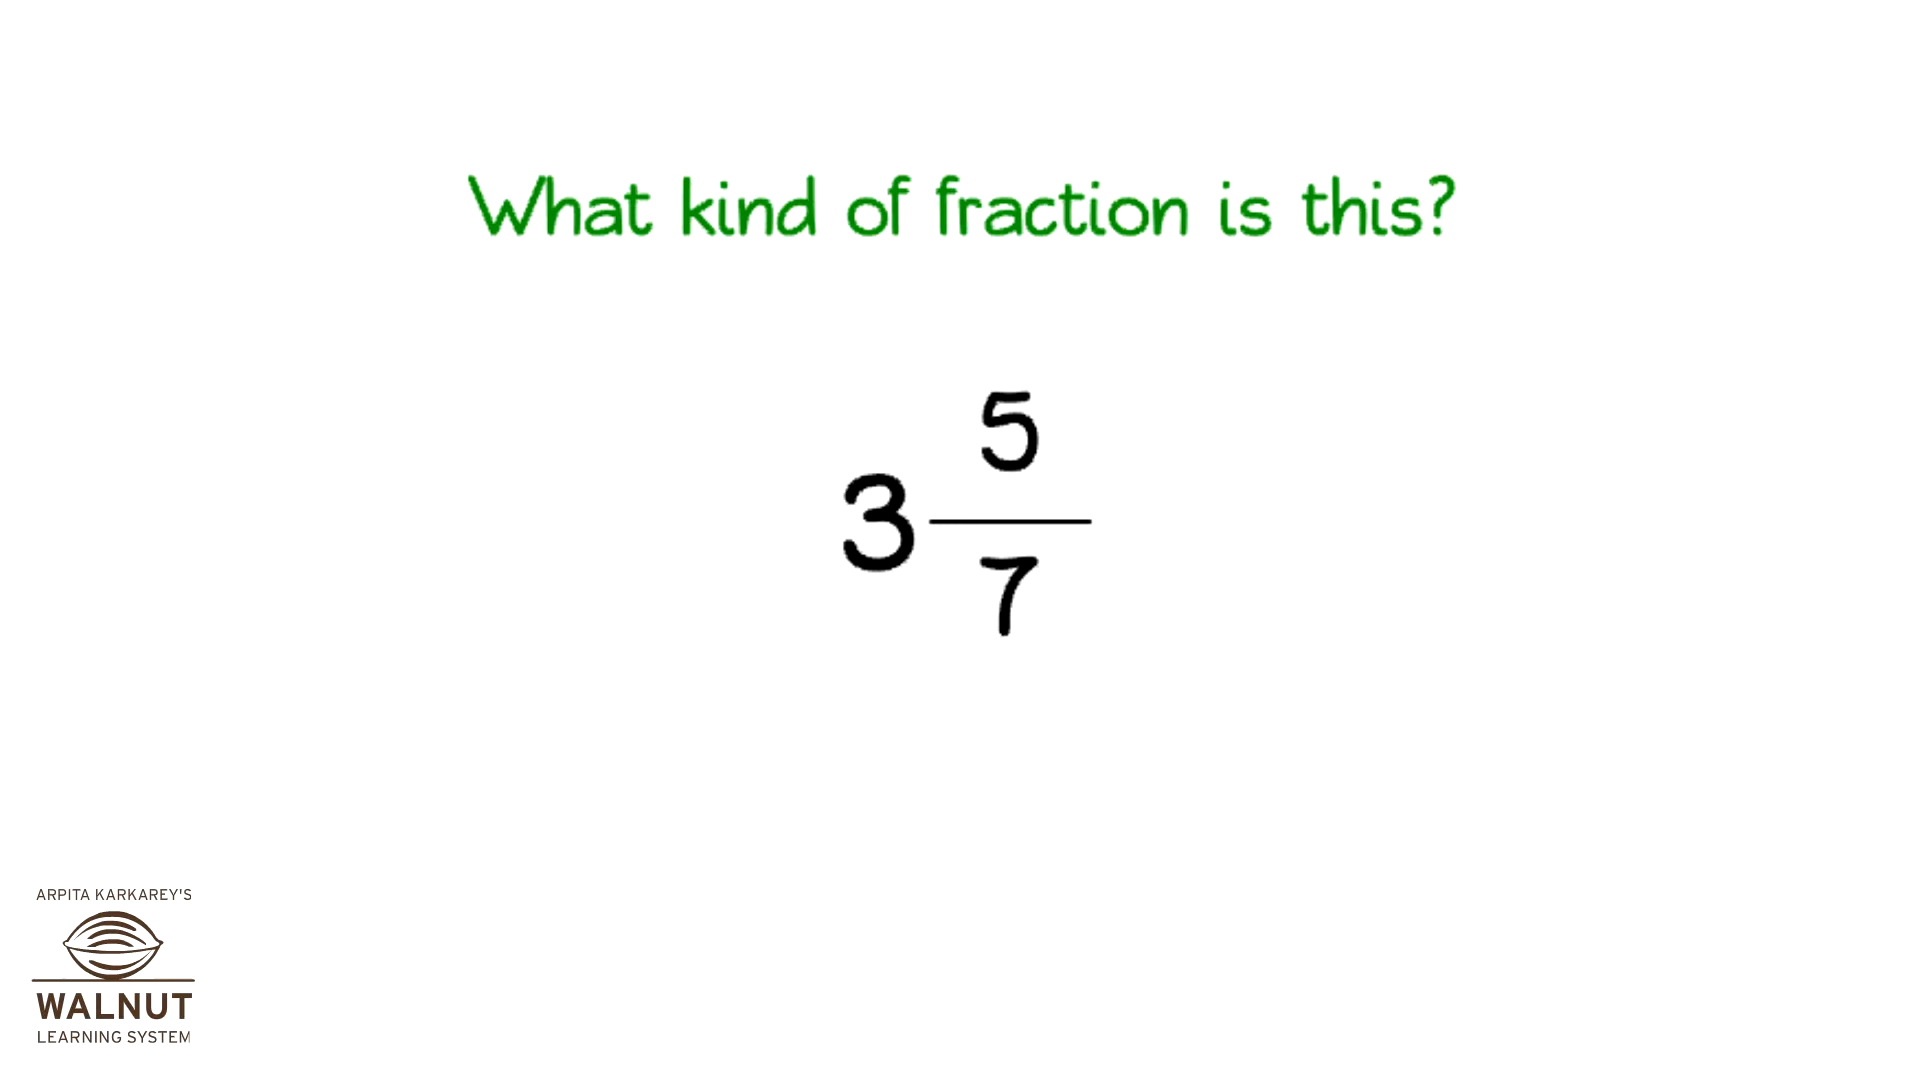 What kind of fraction is this?
3 5/7
ARPITA KARKAREY'S
WALNUT
LEARNING SYSTEM